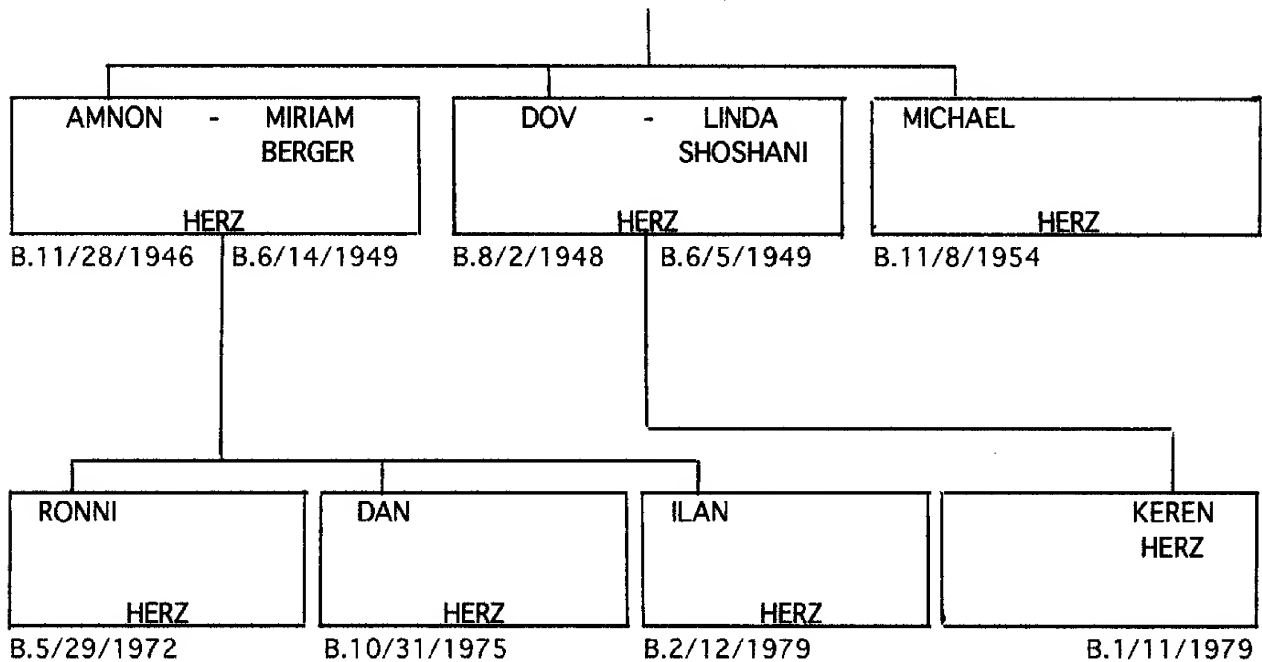 AMNON - MIRIAM
BERGER
HERZ
B.11/28/1946 B.6/14/1949
DOV - LINDA
SHOSHANI
HERZ
B.8/2/1948 B.6/5/1949
MICHAEL
HERZ
B.11/8/1954
RONNI
HERZ
B.5/29/1972
DAN
HERZ
B.10/31/1975
ILAN
HERZ
B.2/12/1979
KEREN
HERZ
B.1/11/1979